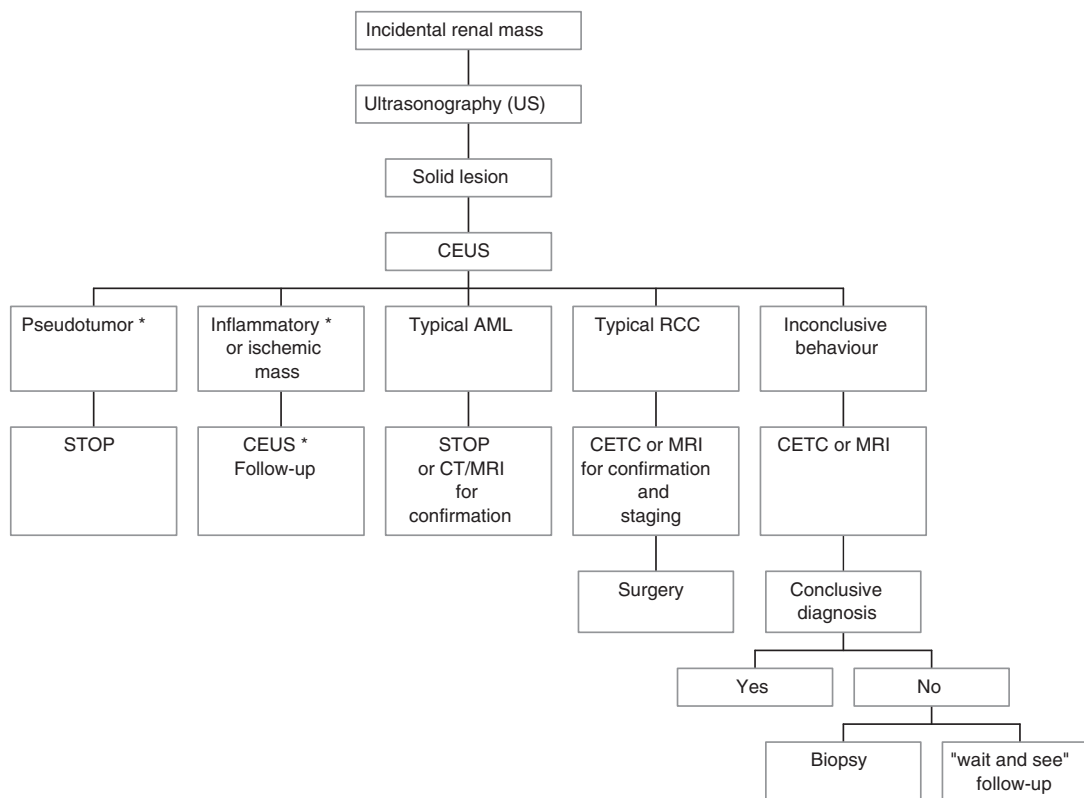 Incidental renal mass
Ultrasonography (US)
Solid lesion
CEUS
Pseudotumor *
Inflammatory *
or ischemic
mass
Typical AML
Typical RCC
Inconclusive
behaviour
STOP
CEUS *
Follow-up
STOP
or CT/MRI
for
confirmation
CETC or MRI
for confirmation
and
staging
CETC or MRI
Surgery
Conclusive
diagnosis
Yes
No
Biopsy
"wait and see"
follow-up